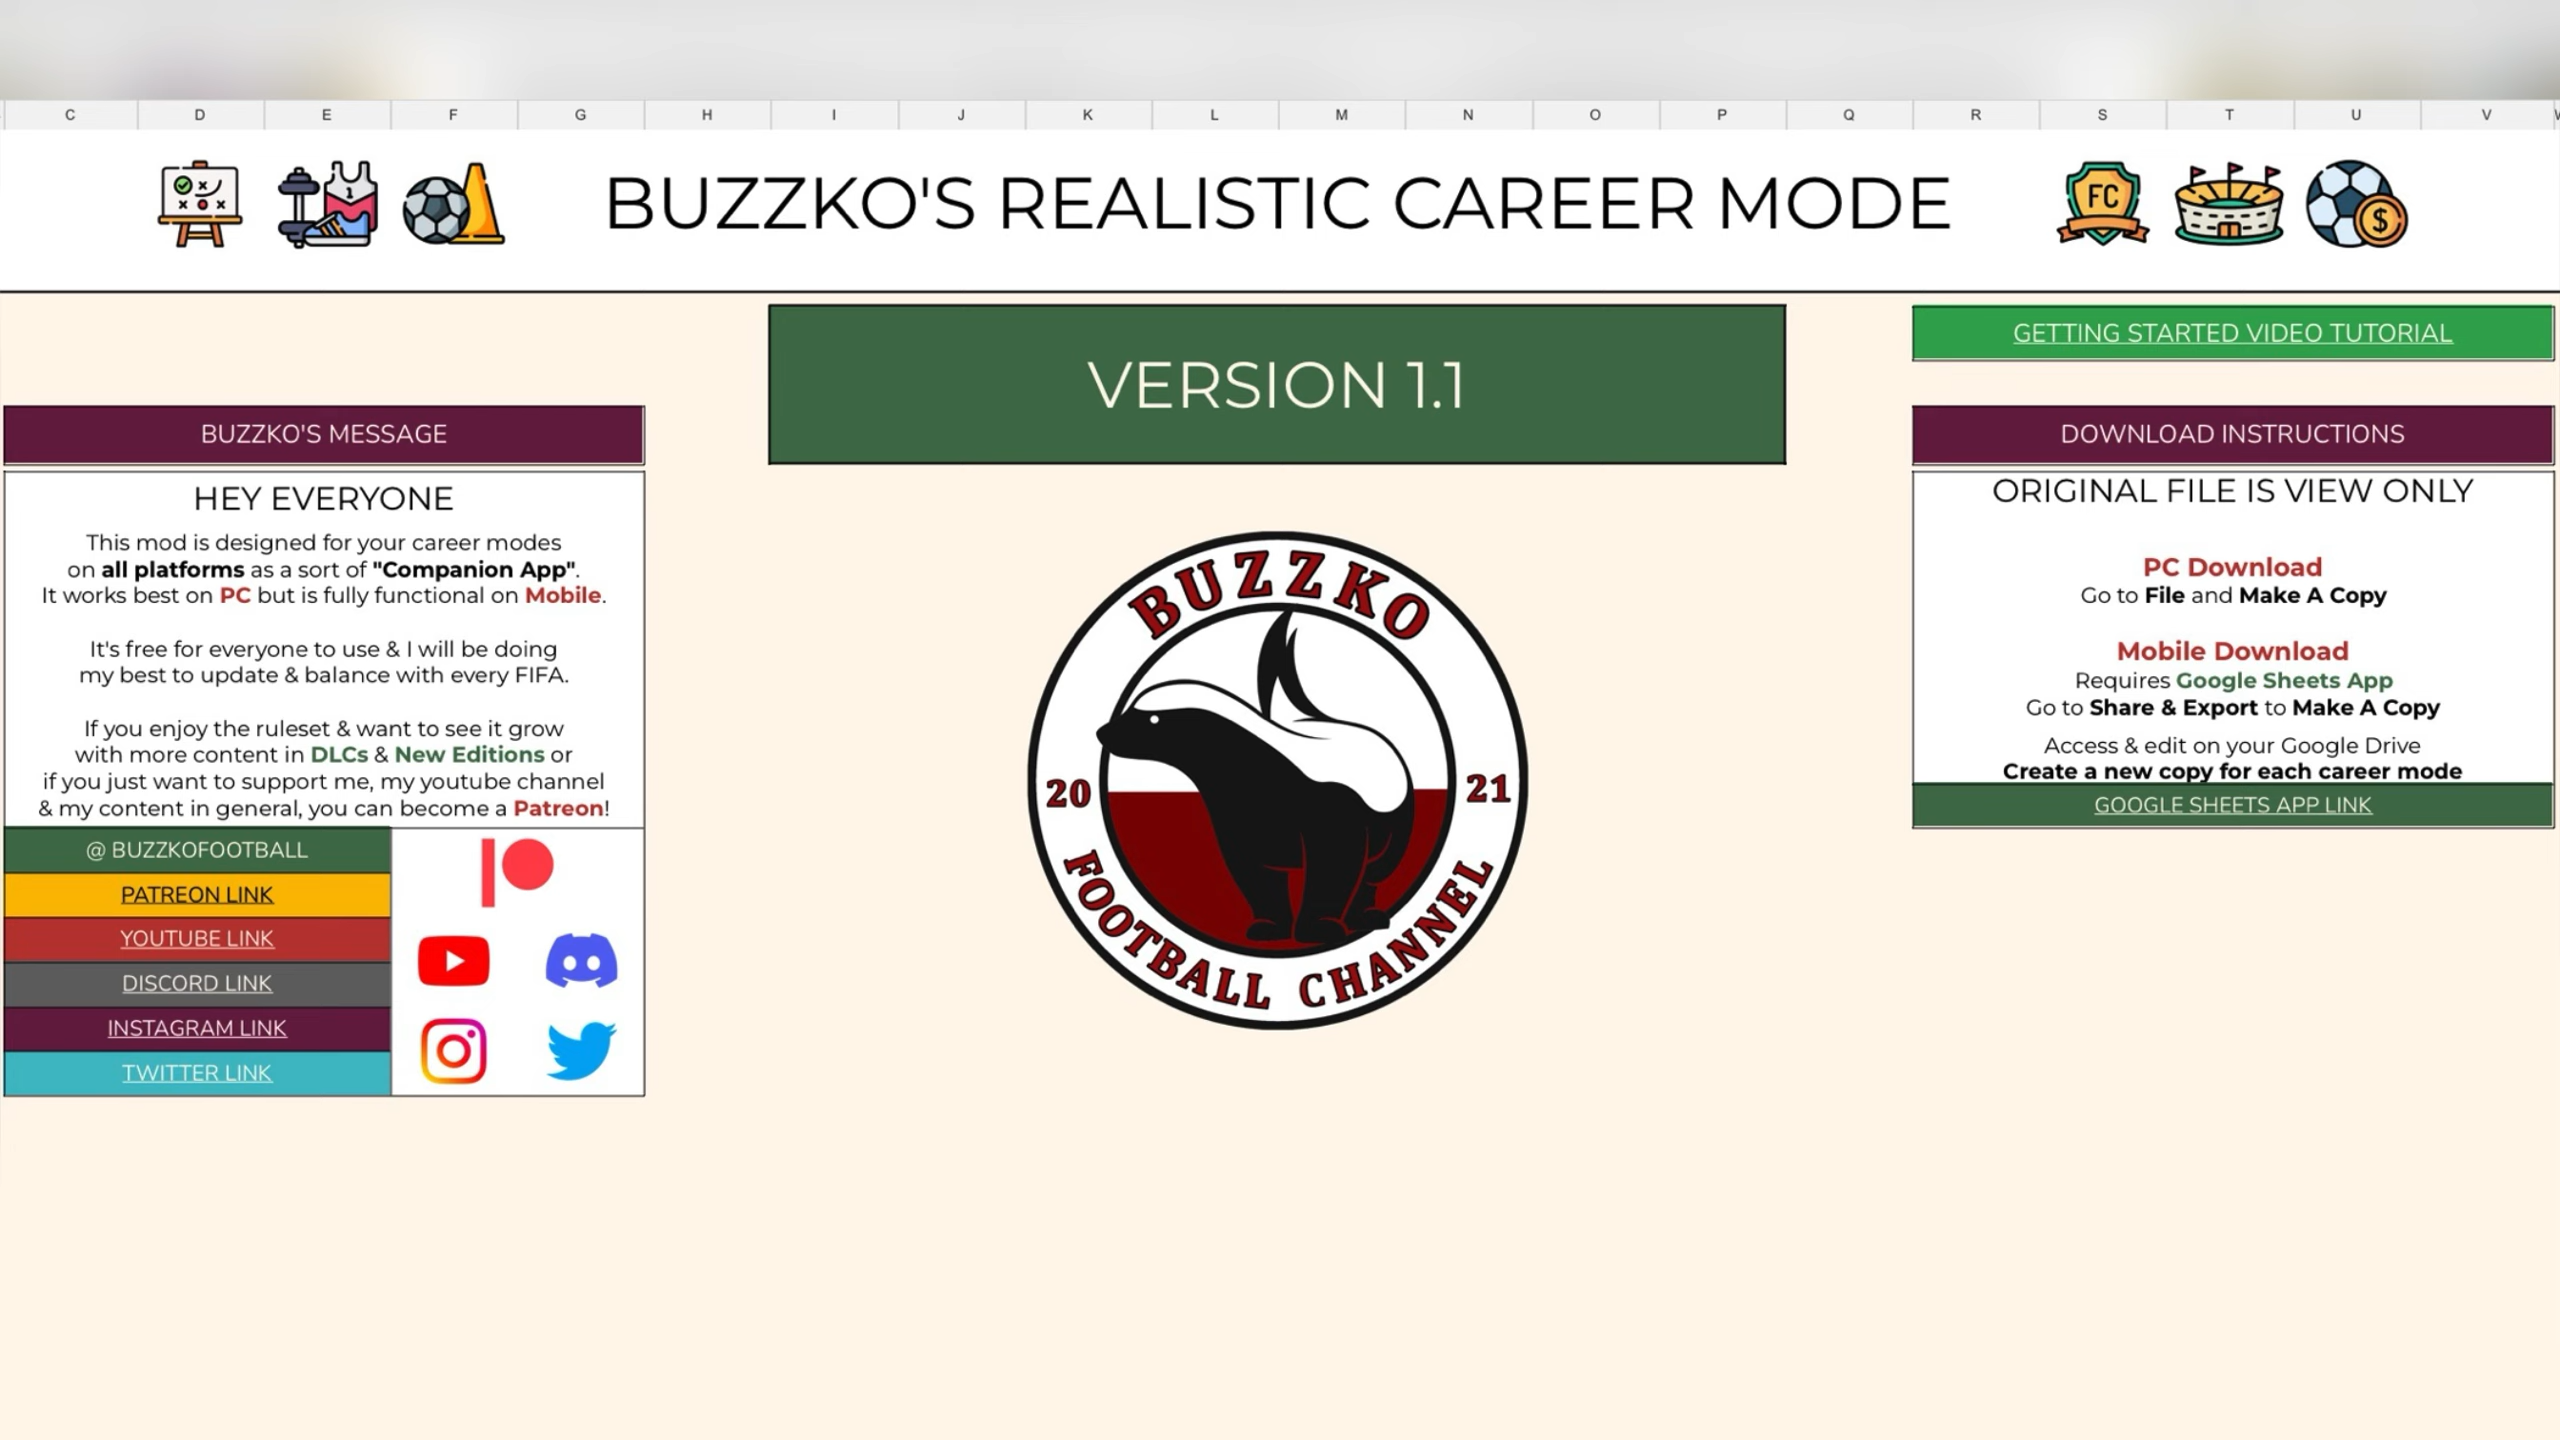 C D E F G H I J K L M N O P Q R S T U V
1
FC
$
BUZZKO'S REALISTIC CAREER MODE
VERSION 1.1
BUZZKO'S MESSAGE
HEY EVERYONE
This mod is designed for your career modes
on all platforms as a sort of "Companion App".
It works best on PC but is fully functional on Mobile.
It's free for everyone to use & I will be doing
my best to update & balance with every FIFA.
If you enjoy the ruleset & want to see it grow
with more content in DLCs & New Editions or
if you just want to support me, my youtube channel
& my content in general, you can become a Patreon!
@ BUZZKOFOOTBALL
PATREON LINK
YOUTUBE LINK
DISCORD LINK
INSTAGRAM LINK
TWITTER LINK
BUZZKO
20 21
FOOTBALL CHANNEL
GETTING STARTED VIDEO TUTORIAL
DOWNLOAD INSTRUCTIONS
ORIGINAL FILE IS VIEW ONLY
PC Download
Go to File and Make A Copy
Mobile Download
Requires Google Sheets App
Go to Share & Export to Make A Copy
Access & edit on your Google Drive
Create a new copy for each career mode
GOOGLE SHEETS APP LINK